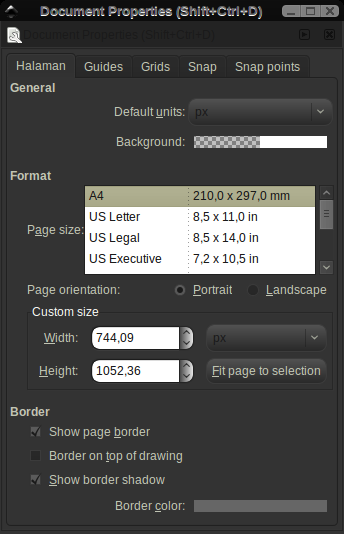 Document Properties (Shift+Ctrl+D)
Document Properties (Shift+Ctrl+D)
Halaman Guides Grids Snap Snap points
General
Default units: px
Background:
Format
Page size:
A4 210,0 x 297,0 mm
US Letter 8,5 x 11,0 in
US Legal 8,5 x 14,0 in
US Executive 7,2 x 10,5 in
Page orientation: Portrait Landscape
Custom size
Width: 744,09 px
Height: 1052,36 Fit page to selection
Border
Show page border
Border on top of drawing
Show border shadow
Border color: